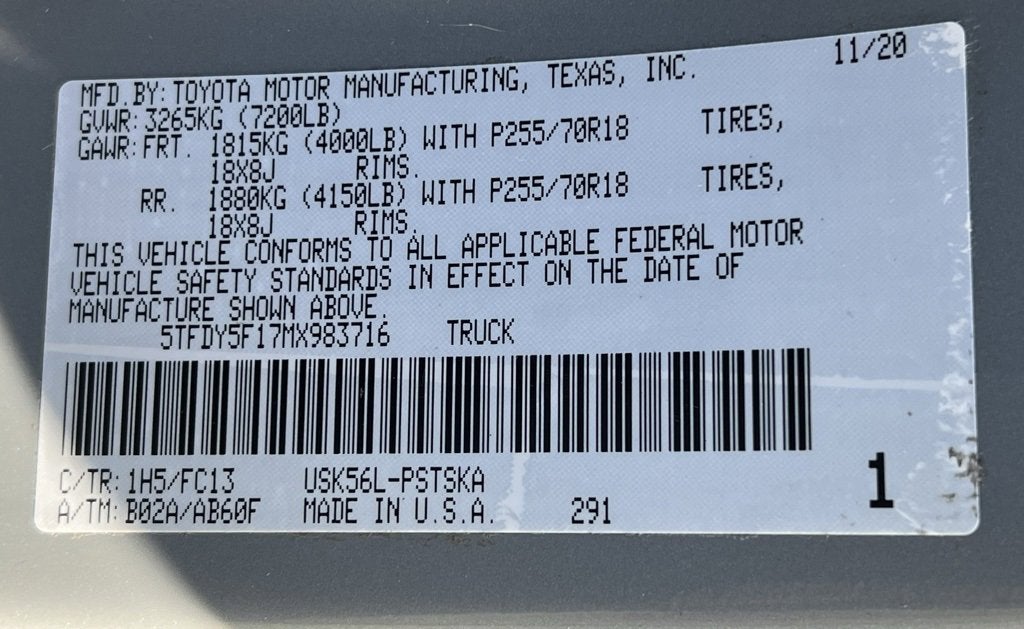 11/20
MFD.BY:TOYOTA MOTOR MANUFACTURING, TEXAS, INC.
GVWR:3265KG (7200LB)
GAWR:FRT. 1815KG (4000LB) WITH P255/70R18 TIRES,
18X8J RIMS.
RR. 1880KG (4150LB) WITH P255/70R18 TIRES,
18X8J RIMS.
THIS VEHICLE CONFORMS TO ALL APPLICABLE FEDERAL MOTOR
VEHICLE SAFETY STANDARDS IN EFFECT ON THE DATE OF
MANUFACTURE SHOWN ABOVE.
5TFDY5F17MX983716 TRUCK
C/TR:1H5/FC13 USK56L-PSTSKA
A/TM:B02A/AB60F MADE IN U.S.A. 291
1